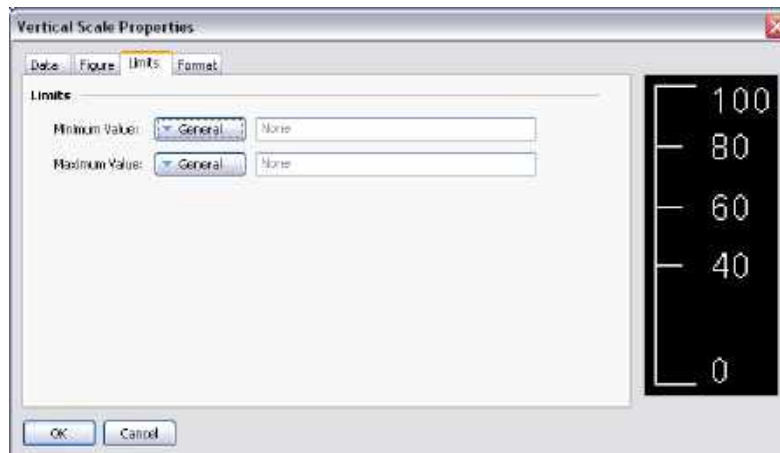 Vertical Scale Properties
Data Figure Limits Format
Limits
Minimum Value: General None
Maximum Value: General None
OK Cancel
100
80
60
40
0